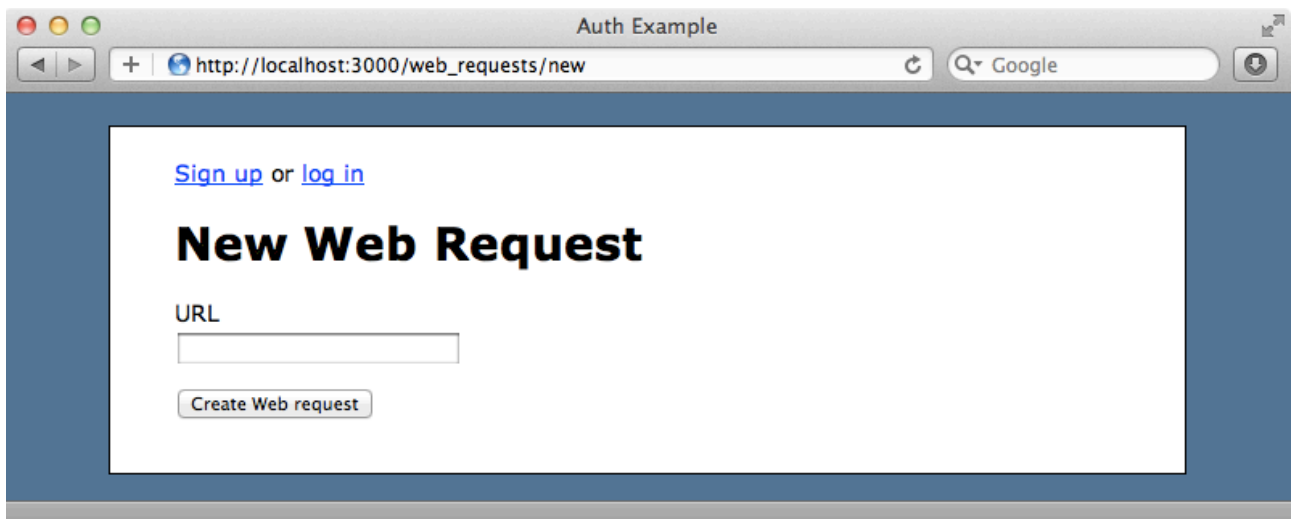 Auth Example
http://localhost:3000/web_requests/new
Google
Sign up or log in
New Web Request
URL
Create Web request